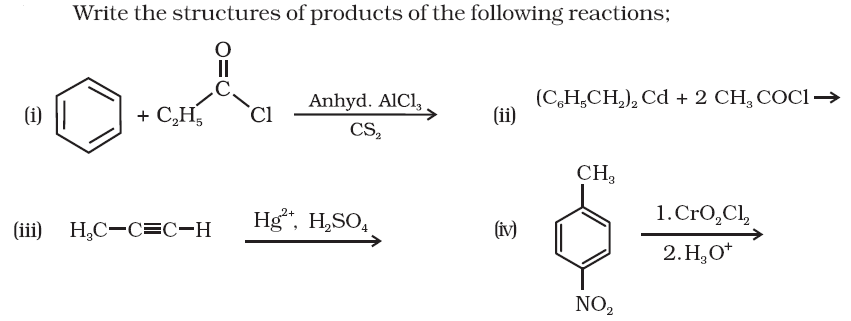 Write the structures of products of the following reactions;
(i) + C₂H₅ C O Cl Anhyd. AlCl₃ CS₂
(ii) (C₆H₅CH₂)₂ Cd + 2 CH₃ COCl →
(iii) H₃C−C≡C−H Hg²⁺, H₂SO₄
(iv) CH₃ NO₂ 1.CrO₂Cl₂ 2.H₃O⁺